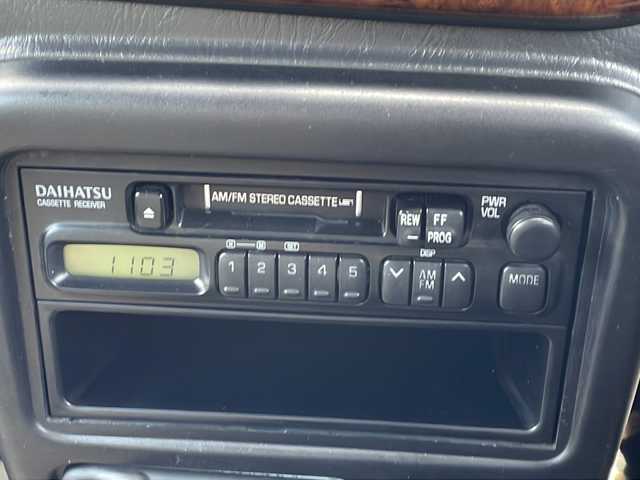 DAIHATSU
CASSETTE RECEIVER
AM/FM STEREO CASSETTE
REW
FF
PROG
PWR
VOL
DISP
1103
H
M
SET
1
2
3
4
5
AM
FM
MODE